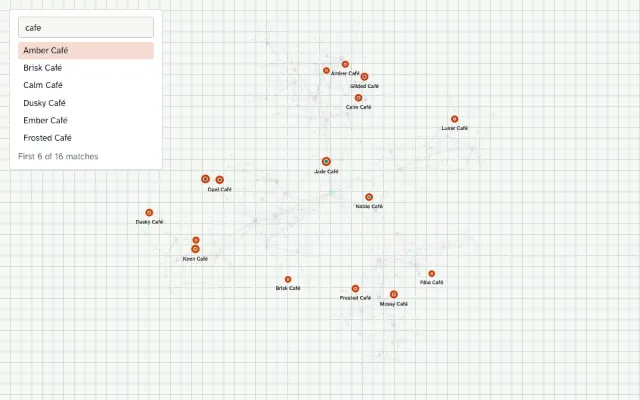 cafe
Amber Café
Brisk Café
Calm Café
Dusky Café
Ember Café
Frosted Café
First 6 of 16 matches
Amber Café
Gilded Café
Calm Café
Lunar Café
Jade Café
Opal Café
Noble Café
Dusky Café
Keen Café
Brisk Café
Frosted Café
Mossy Café
Pike Café